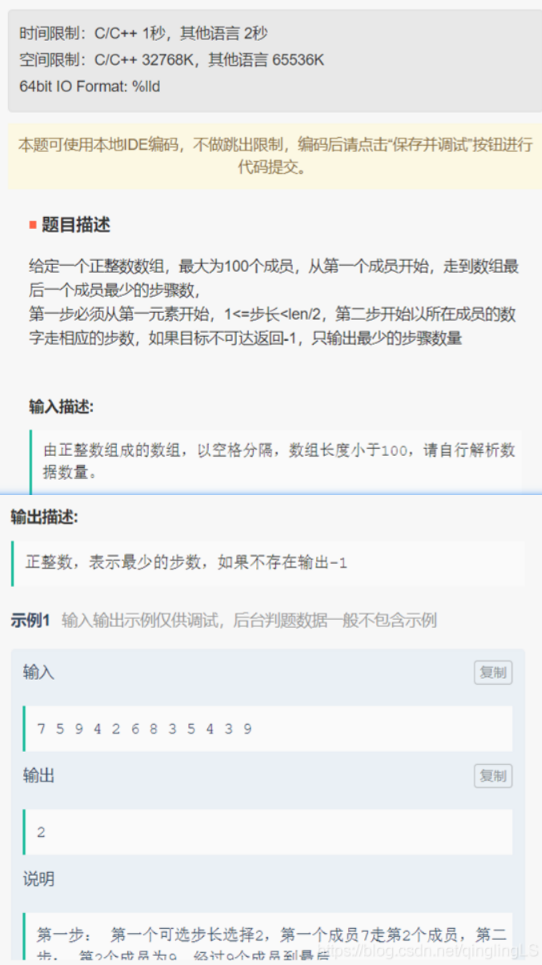 时间限制：C/C++ 1秒，其他语言 2秒
空间限制：C/C++ 32768K，其他语言 65536K
64bit IO Format: %lld
本题可使用本地IDE编码，不做跳出限制，编码后请点击“保存并调试”按钮进行
代码提交。
题目描述
给定一个正整数数组，最大为100个成员，从第一个成员开始，走到数组最
后一个成员最少的步骤数，
第一步必须从第一元素开始，1<=步长<len/2，第二步开始以所在成员的数
字走相应的步数，如果目标不可达返回-1，只输出最少的步骤数量
输入描述:
由正整数组成的数组，以空格分隔，数组长度小于100，请自行解析数
据数量。
输出描述:
正整数，表示最少的步数，如果不存在输出-1
示例1 输入输出示例仅供调试，后台判题数据一般不包含示例
输入
复制
7 5 9 4 2 6 8 3 5 4 3 9
输出
复制
2
说明
第一步： 第一个可选步长选择2，第一个成员7走第2个成员，第二
步： 第2个成员为9，经过9个成员到最后
https://blog.csdn.net/qinglingLS